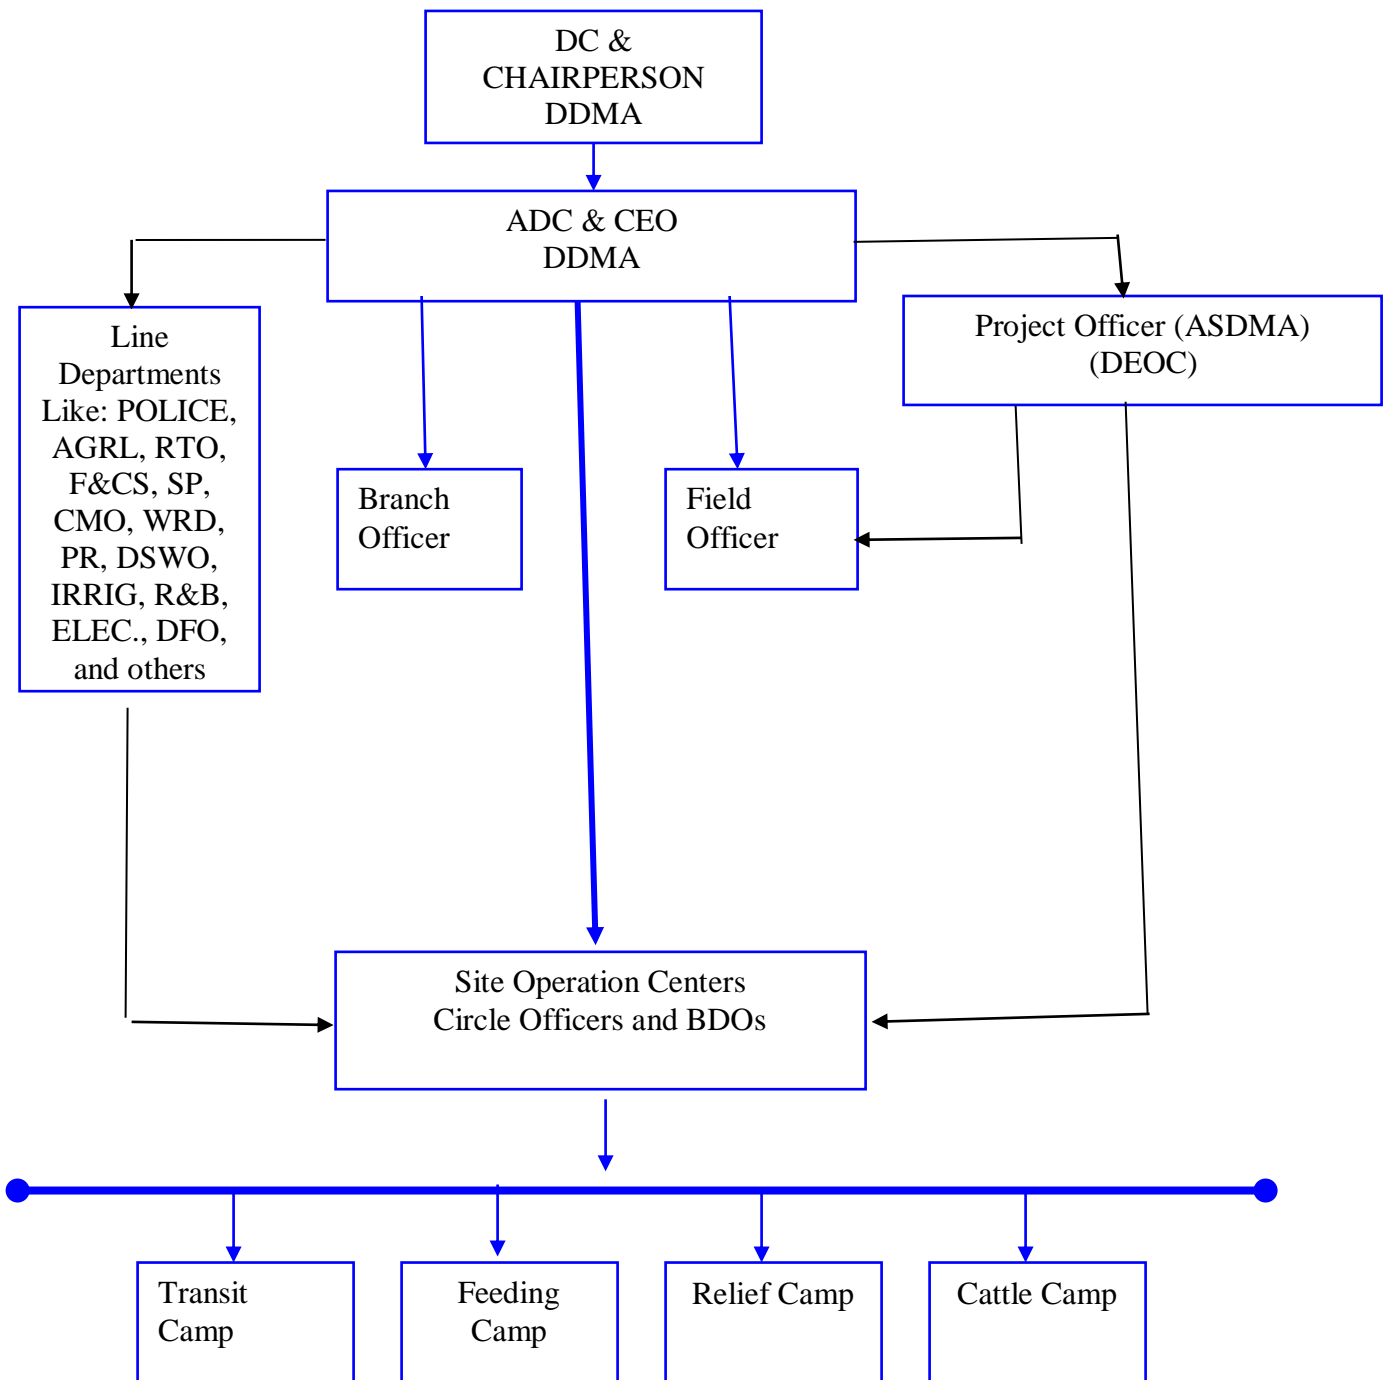 DC &
CHAIRPERSON
DDMA
ADC & CEO
DDMA
Line
Departments
Like: POLICE,
AGRL, RTO,
F&CS, SP,
CMO, WRD,
PR, DSWO,
IRRIG, R&B,
ELEC., DFO,
and others
Project Officer (ASDMA)
(DEOC)
Branch
Officer
Field
Officer
Site Operation Centers
Circle Officers and BDOs
Transit
Camp
Feeding
Camp
Relief Camp
Cattle Camp